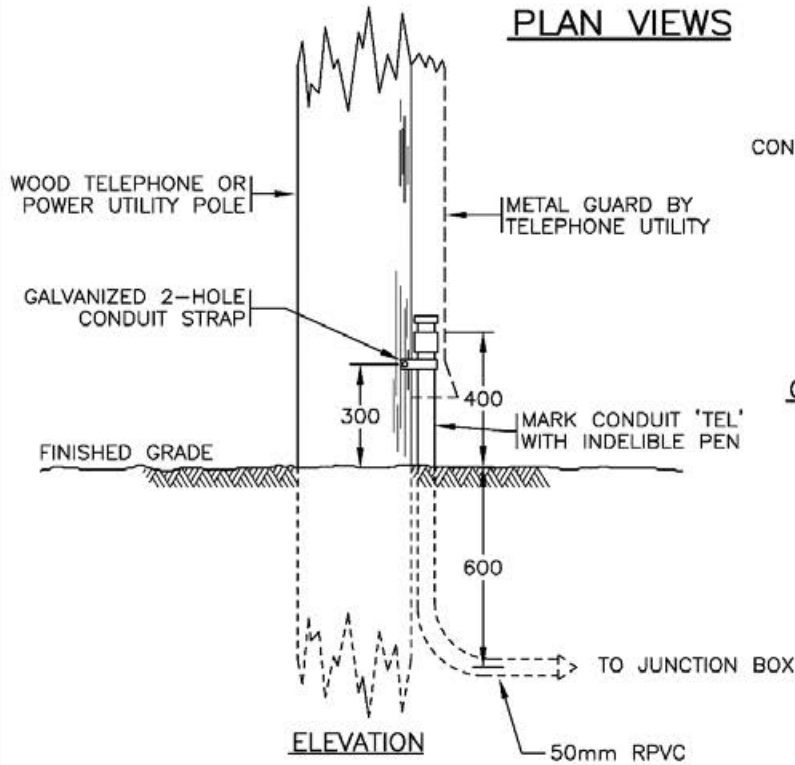 PLAN VIEWS
CON
WOOD TELEPHONE OR
POWER UTILITY POLE
METAL GUARD BY
TELEPHONE UTILITY
GALVANIZED 2-HOLE
CONDUIT STRAP
300
400
MARK CONDUIT 'TEL'
WITH INDELIBLE PEN
FINISHED GRADE
600
TO JUNCTION BOX
ELEVATION
50mm RPVC